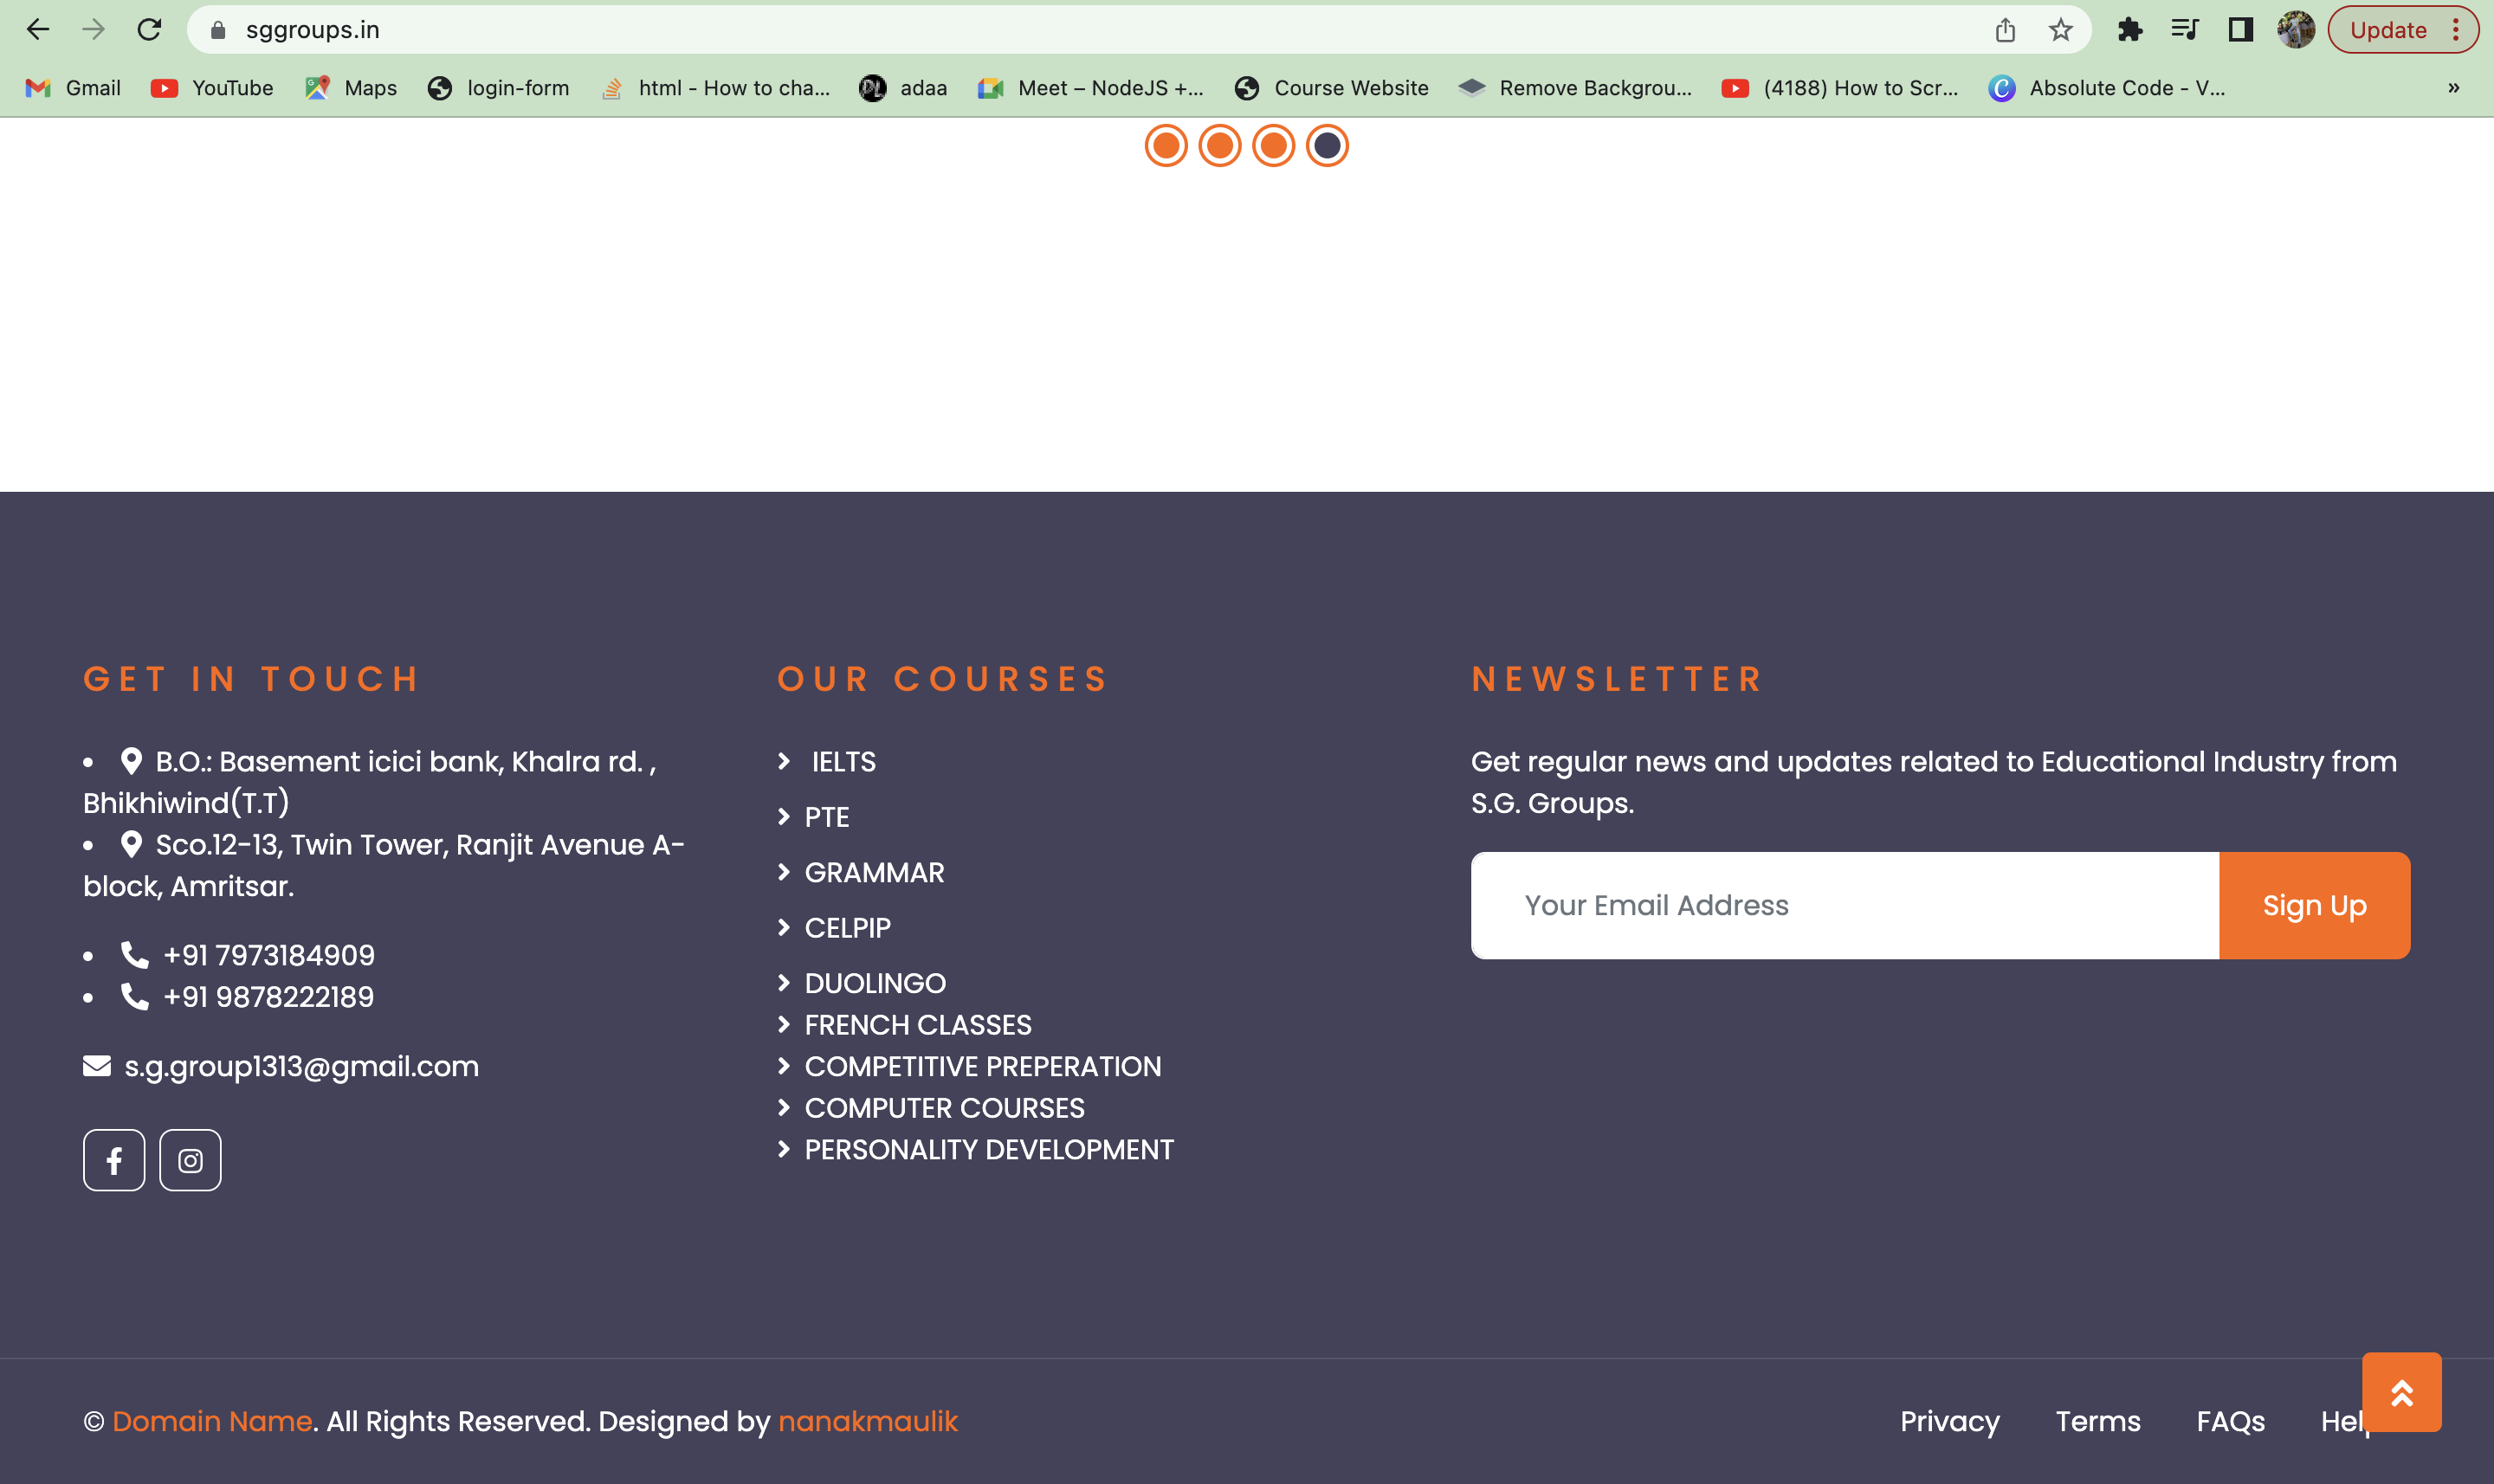 sggroups.in
Update
Gmail
YouTube
Maps
login-form
html - How to cha...
adaa
Meet – NodeJS +...
Course Website
Remove Backgrou...
(4188) How to Scr...
Absolute Code - V...
»
GET IN TOUCH
• B.O.: Basement icici bank, Khalra rd. ,
Bhikhiwind(T.T)
• Sco.12-13, Twin Tower, Ranjit Avenue A-
block, Amritsar.
• +91 7973184909
• +91 9878222189
s.g.group1313@gmail.com
OUR COURSES
IELTS
PTE
GRAMMAR
CELPIP
DUOLINGO
FRENCH CLASSES
COMPETITIVE PREPERATION
COMPUTER COURSES
PERSONALITY DEVELOPMENT
NEWSLETTER
Get regular news and updates related to Educational Industry from
S.G. Groups.
Your Email Address
Sign Up
© Domain Name. All Rights Reserved. Designed by nanakmaulik
Privacy
Terms
FAQs
Help